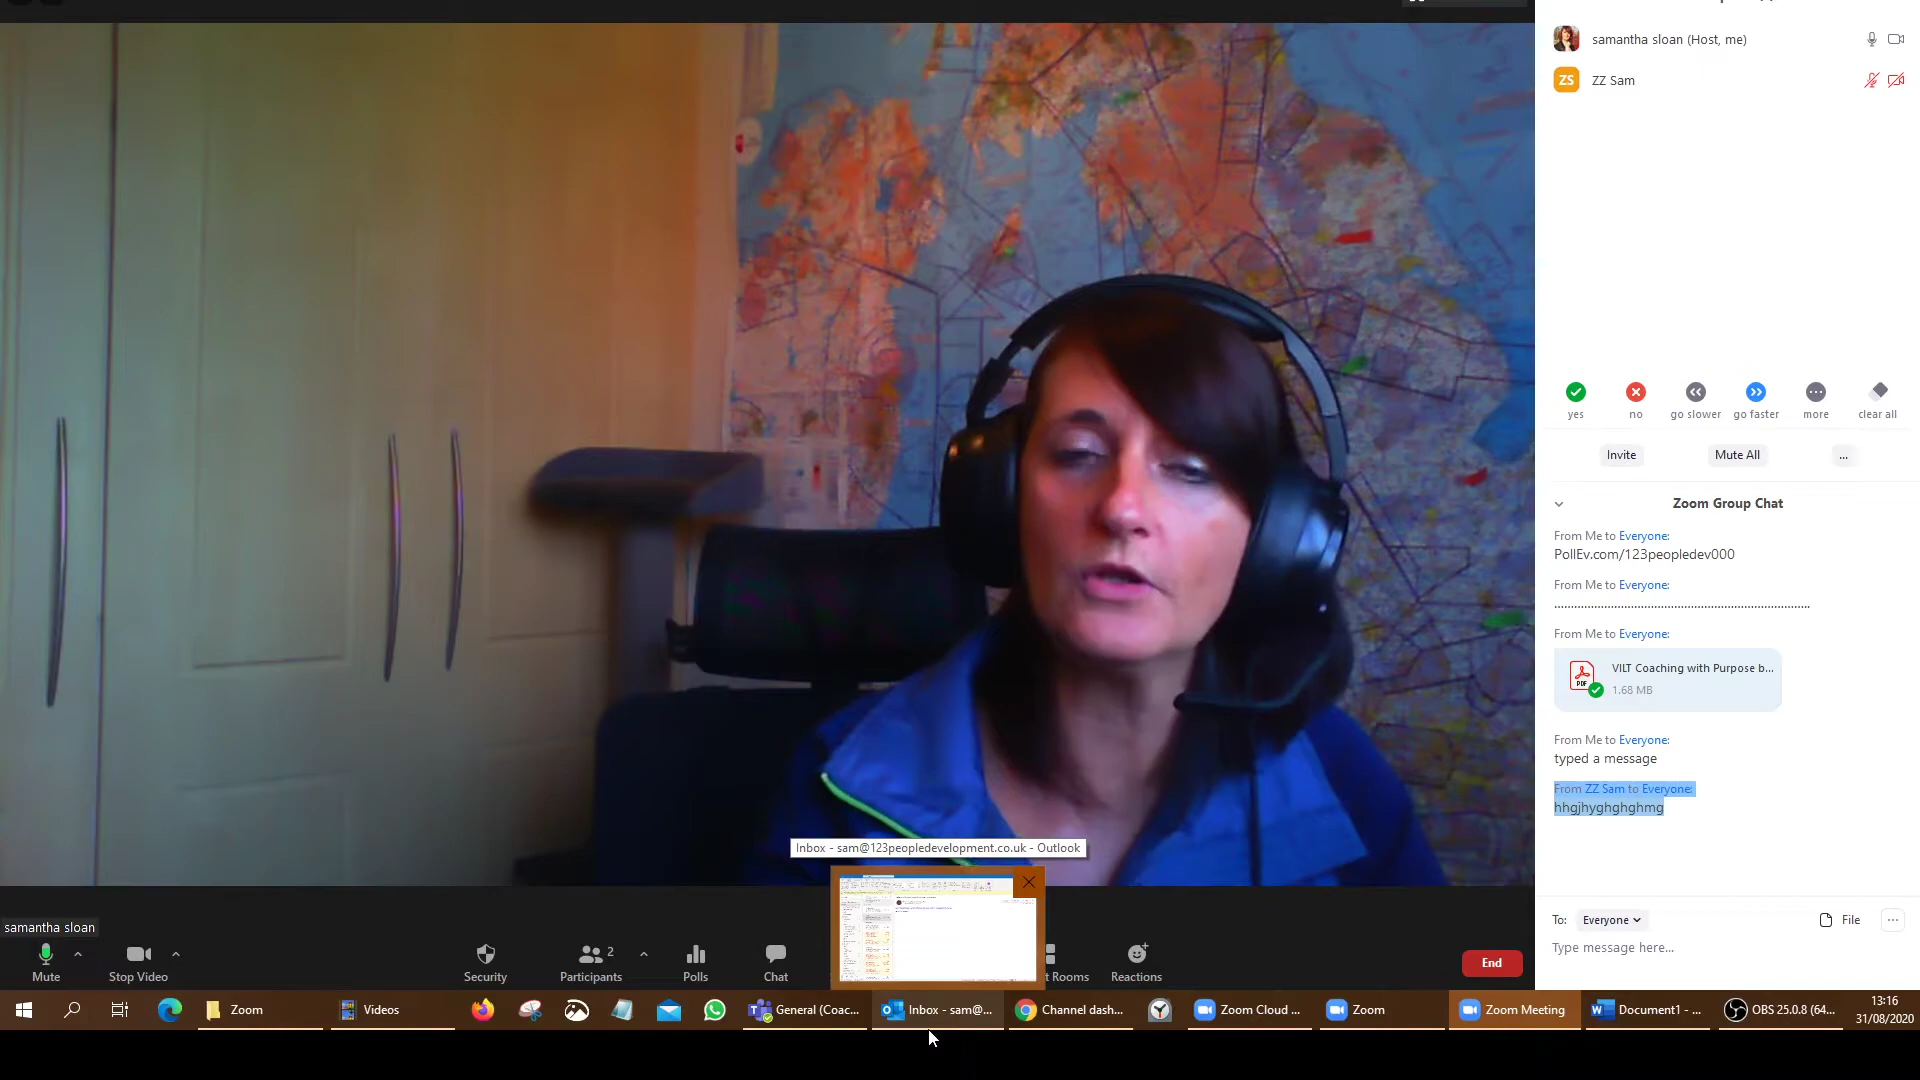 samantha sloan (Host, me)
ZS
ZZ Sam
yes
no
go slower
go faster
more
clear all
Invite
Mute All
...
Zoom Group Chat
From Me to Everyone:
PollEv.com/123peopledev000
From Me to Everyone:
................................................................................
From Me to Everyone:
PDF
VILT Coaching with Purpose b...
1.68 MB
From Me to Everyone:
typed a message
From ZZ Sam to Everyone:
hhgjhyghghghmg
To: Everyone
File
Type message here...
Inbox - sam@123peopledevelopment.co.uk - Outlook
samantha sloan
Mute
Stop Video
Security
Participants
2
Polls
Chat
Rooms
Reactions
End
Zoom
Videos
General (Coac...
Inbox - sam@...
Channel dash...
Zoom Cloud ...
Zoom
Zoom Meeting
Document1 - ...
OBS 25.0.8 (64...
13:16
31/08/2020